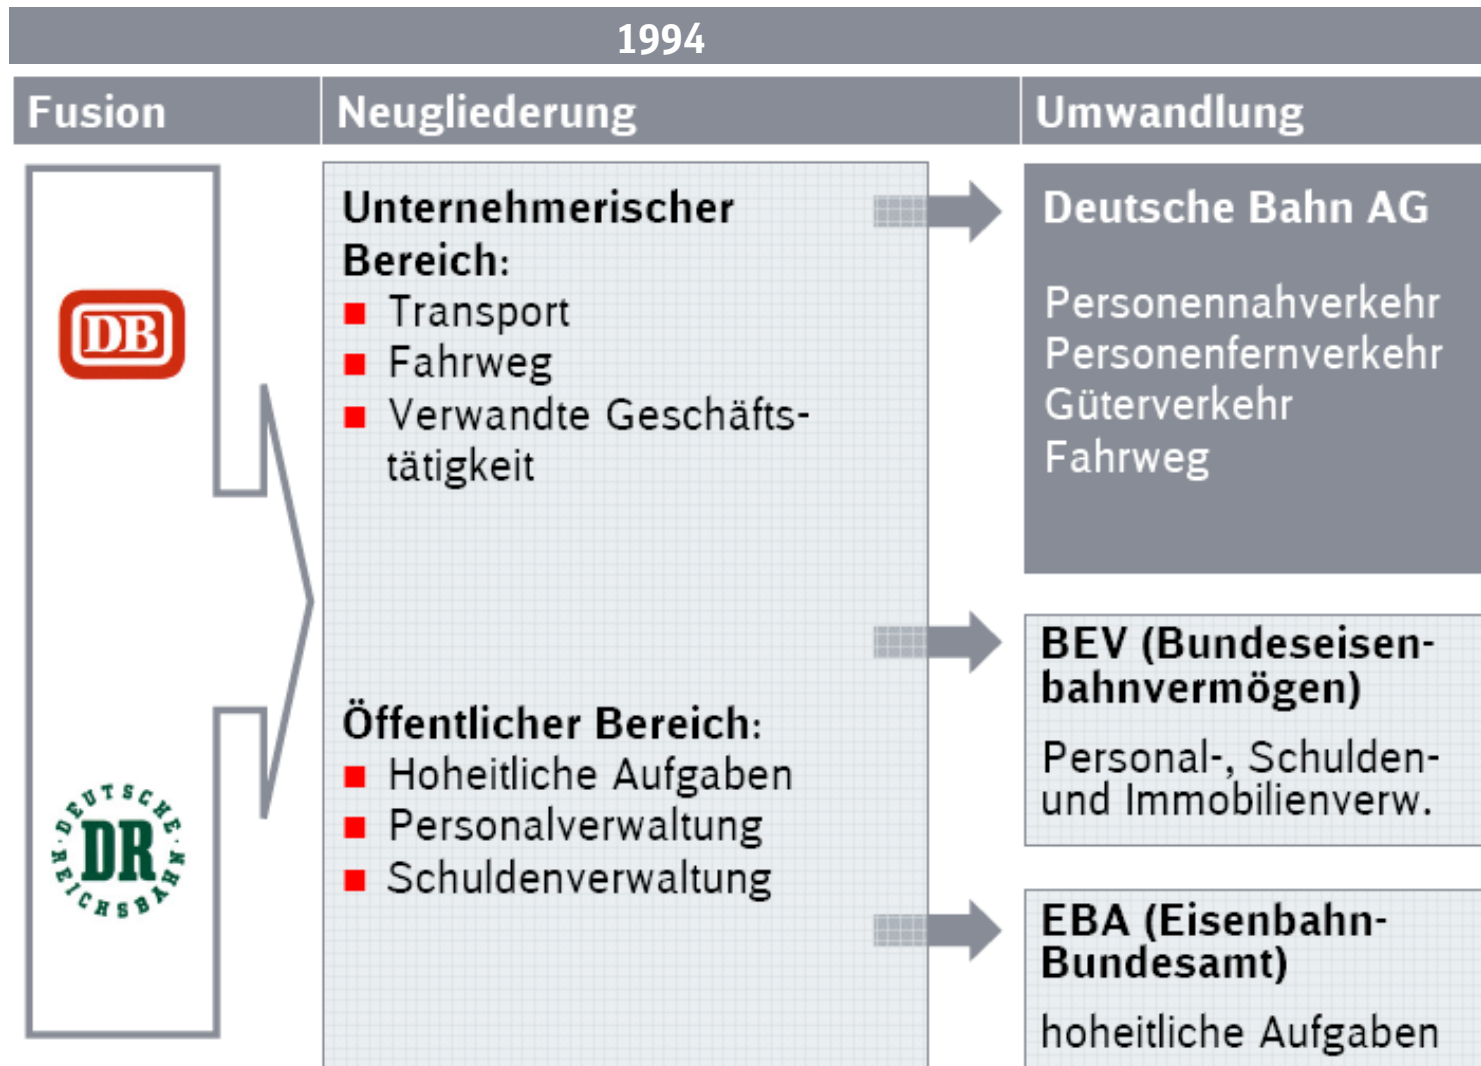 1994
Fusion
Neugliederung
Umwandlung
DB
DEUTSCHE
DR
REICHSBAHN
Unternehmerischer
Bereich:
Transport
Fahrweg
Verwandte Geschäfts-
tätigkeit
Öffentlicher Bereich:
Hoheitliche Aufgaben
Personalverwaltung
Schuldenverwaltung
Deutsche Bahn AG
Personennahverkehr
Personenfernverkehr
Güterverkehr
Fahrweg
BEV (Bundeseisen-
bahnvermögen)
Personal-, Schulden-
und Immobilienverw.
EBA (Eisenbahn-
Bundesamt)
hoheitliche Aufgaben